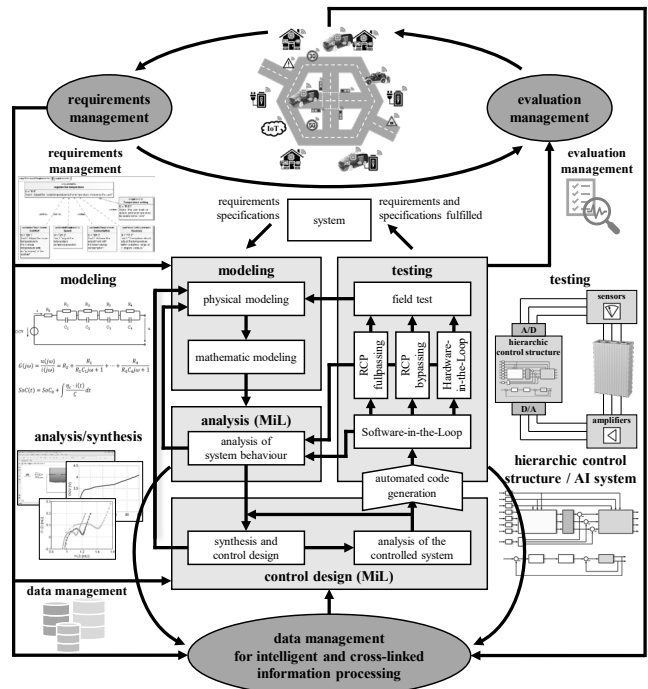 30
IoT
50
requirements
management
evaluation
management
requirements
management
requirements
specifications
system
requirements and
specifications fulfilled
evaluation
management
modeling
modeling
testing
testing
physical modeling
field test
sensors
A/D
hierarchic
control structure
D/A
amplifiers
mathematic modeling
RCP
fullpassing
RCP
bypassing
Hardware-
in-the-Loop
analysis (MiL)
analysis of
system behaviour
Software-in-the-Loop
analysis/synthesis
automated code
generation
hierarchic control
structure / AI system
synthesis and
control design
analysis of the
controlled system
control design (MiL)
data management
data management
for intelligent and cross-linked
information processing